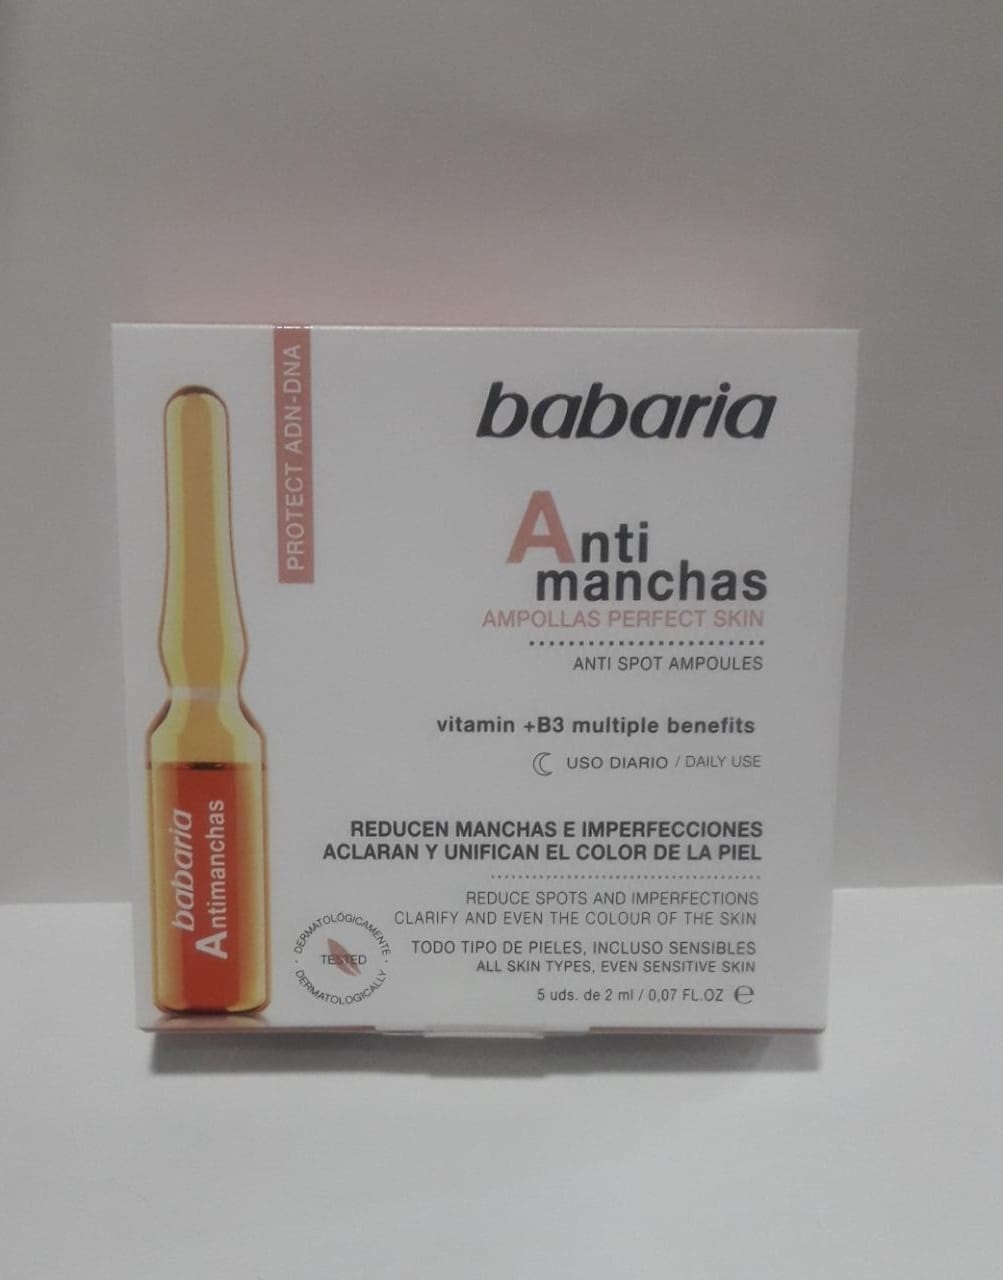 PROTECT ADN-DNA
babaria
Anti
manchas
AMPOLLAS PERFECT SKIN
ANTI SPOT AMPOULES
vitamin +B3 multiple benefits
USO DIARIO / DAILY USE
REDUCEN MANCHAS E IMPERFECCIONES
ACLARAN Y UNIFICAN EL COLOR DE LA PIEL
REDUCE SPOTS AND IMPERFECTIONS
CLARIFY AND EVEN THE COLOUR OF THE SKIN
TODO TIPO DE PIELES, INCLUSO SENSIBLES
ALL SKIN TYPES, EVEN SENSITIVE SKIN
5 uds. de 2 ml / 0,07 FL.OZ ℮
babaria
Antimanchas
DERMATOLÓGICAMENTE
TESTED
DERMATOLOGICALLY